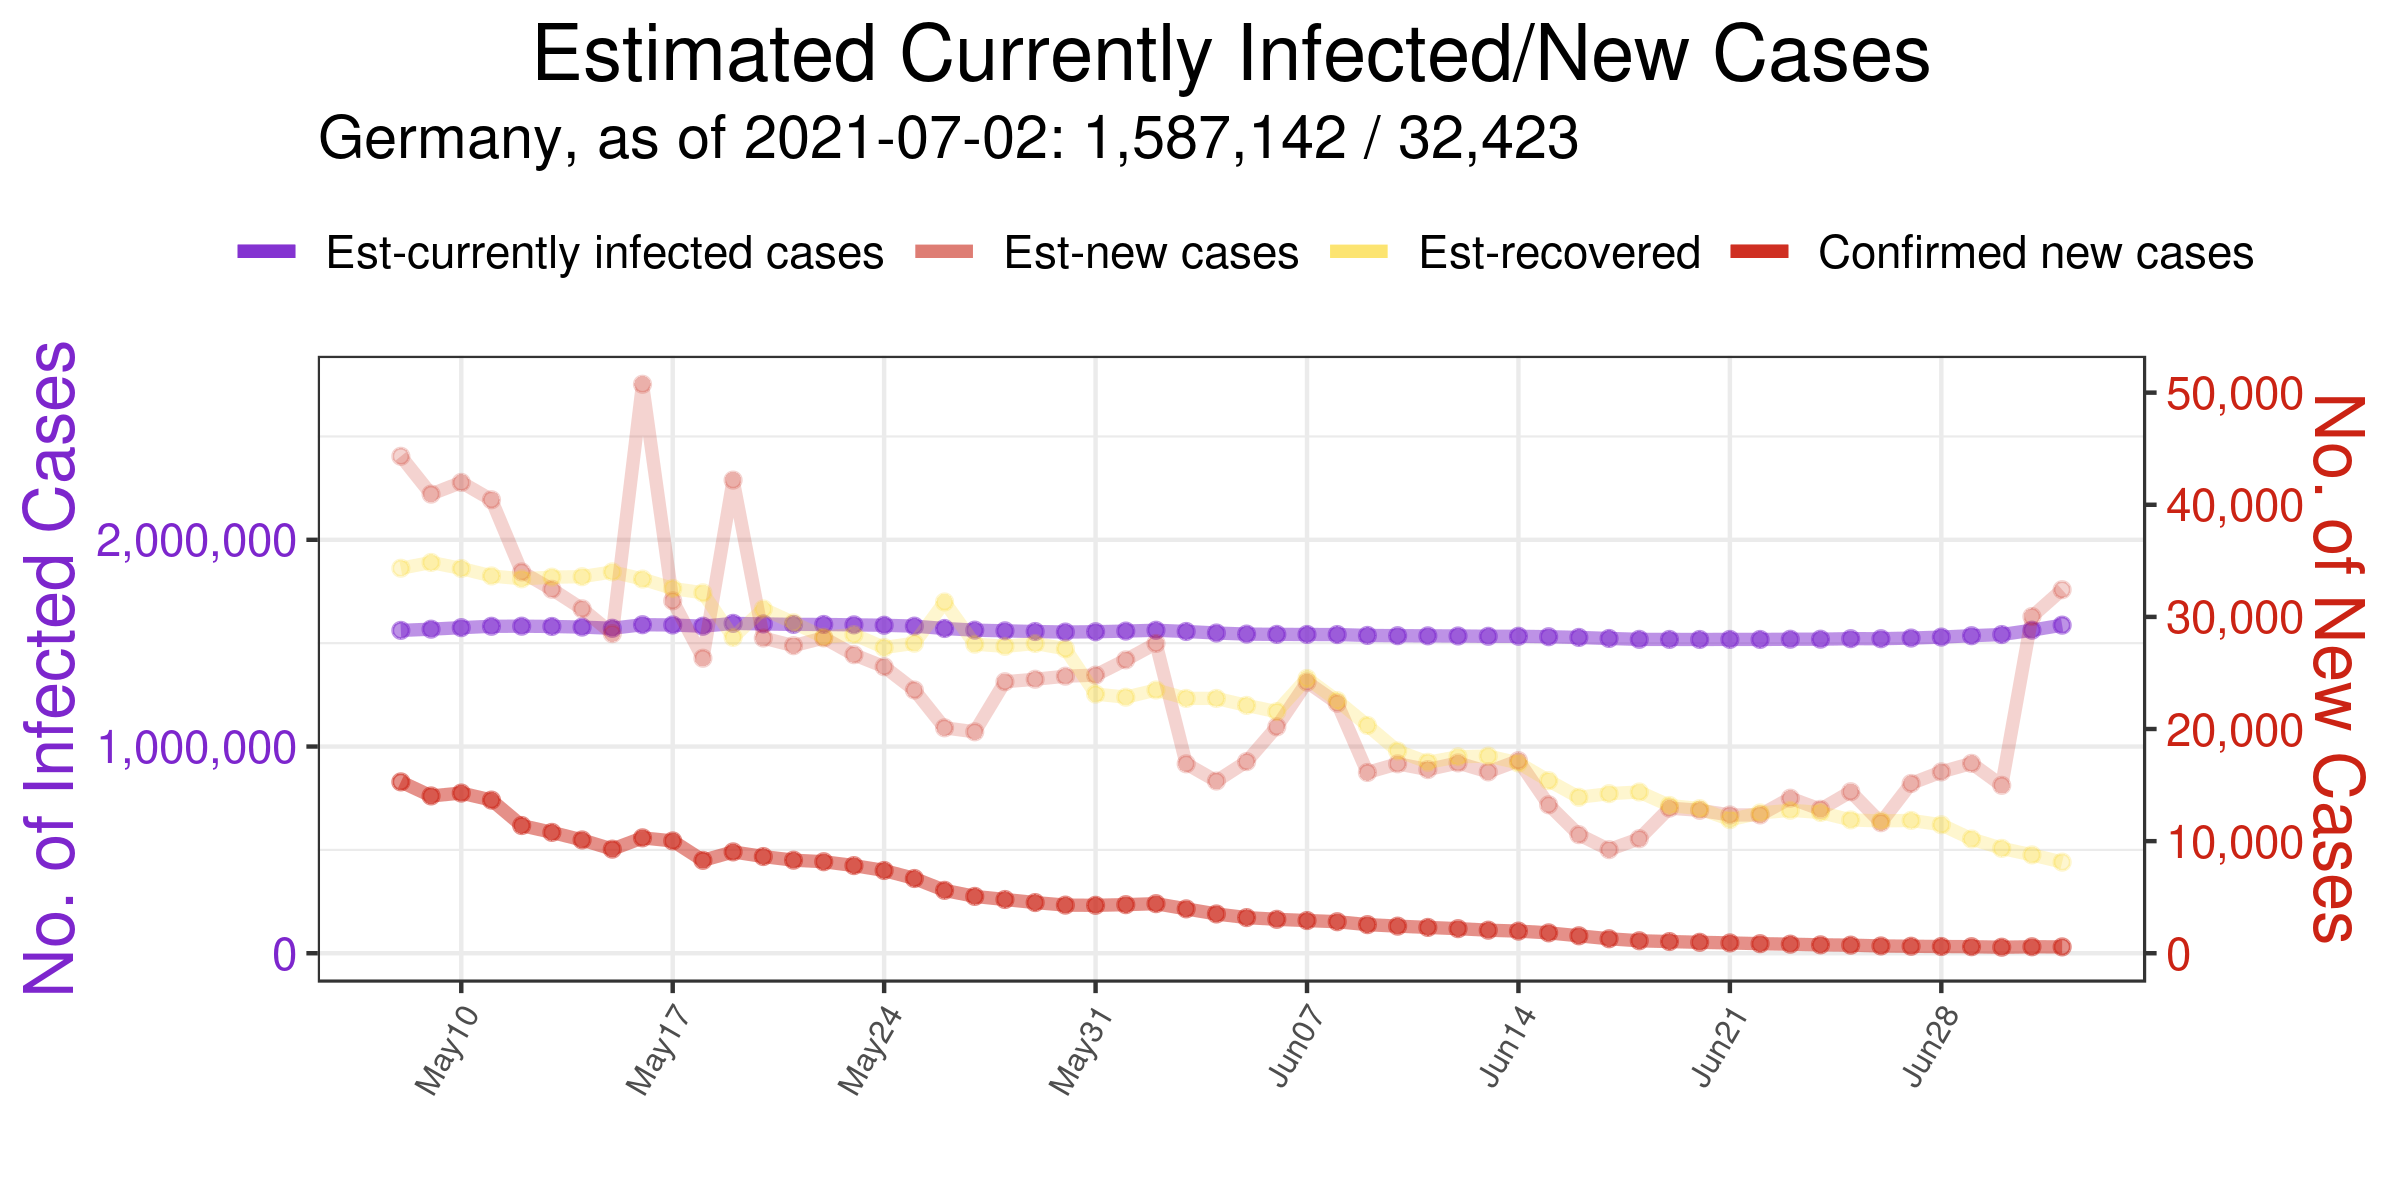 Estimated Currently Infected/New Cases
Germany, as of 2021-07-02: 1,587,142 / 32,423
Est-currently infected cases Est-new cases Est-recovered Confirmed new cases
No. of Infected Cases
2,000,000
1,000,000
0
50,000
40,000
30,000
20,000
10,000
0
No. of New Cases
May10 May17 May24 May31 Jun07 Jun14 Jun21 Jun28